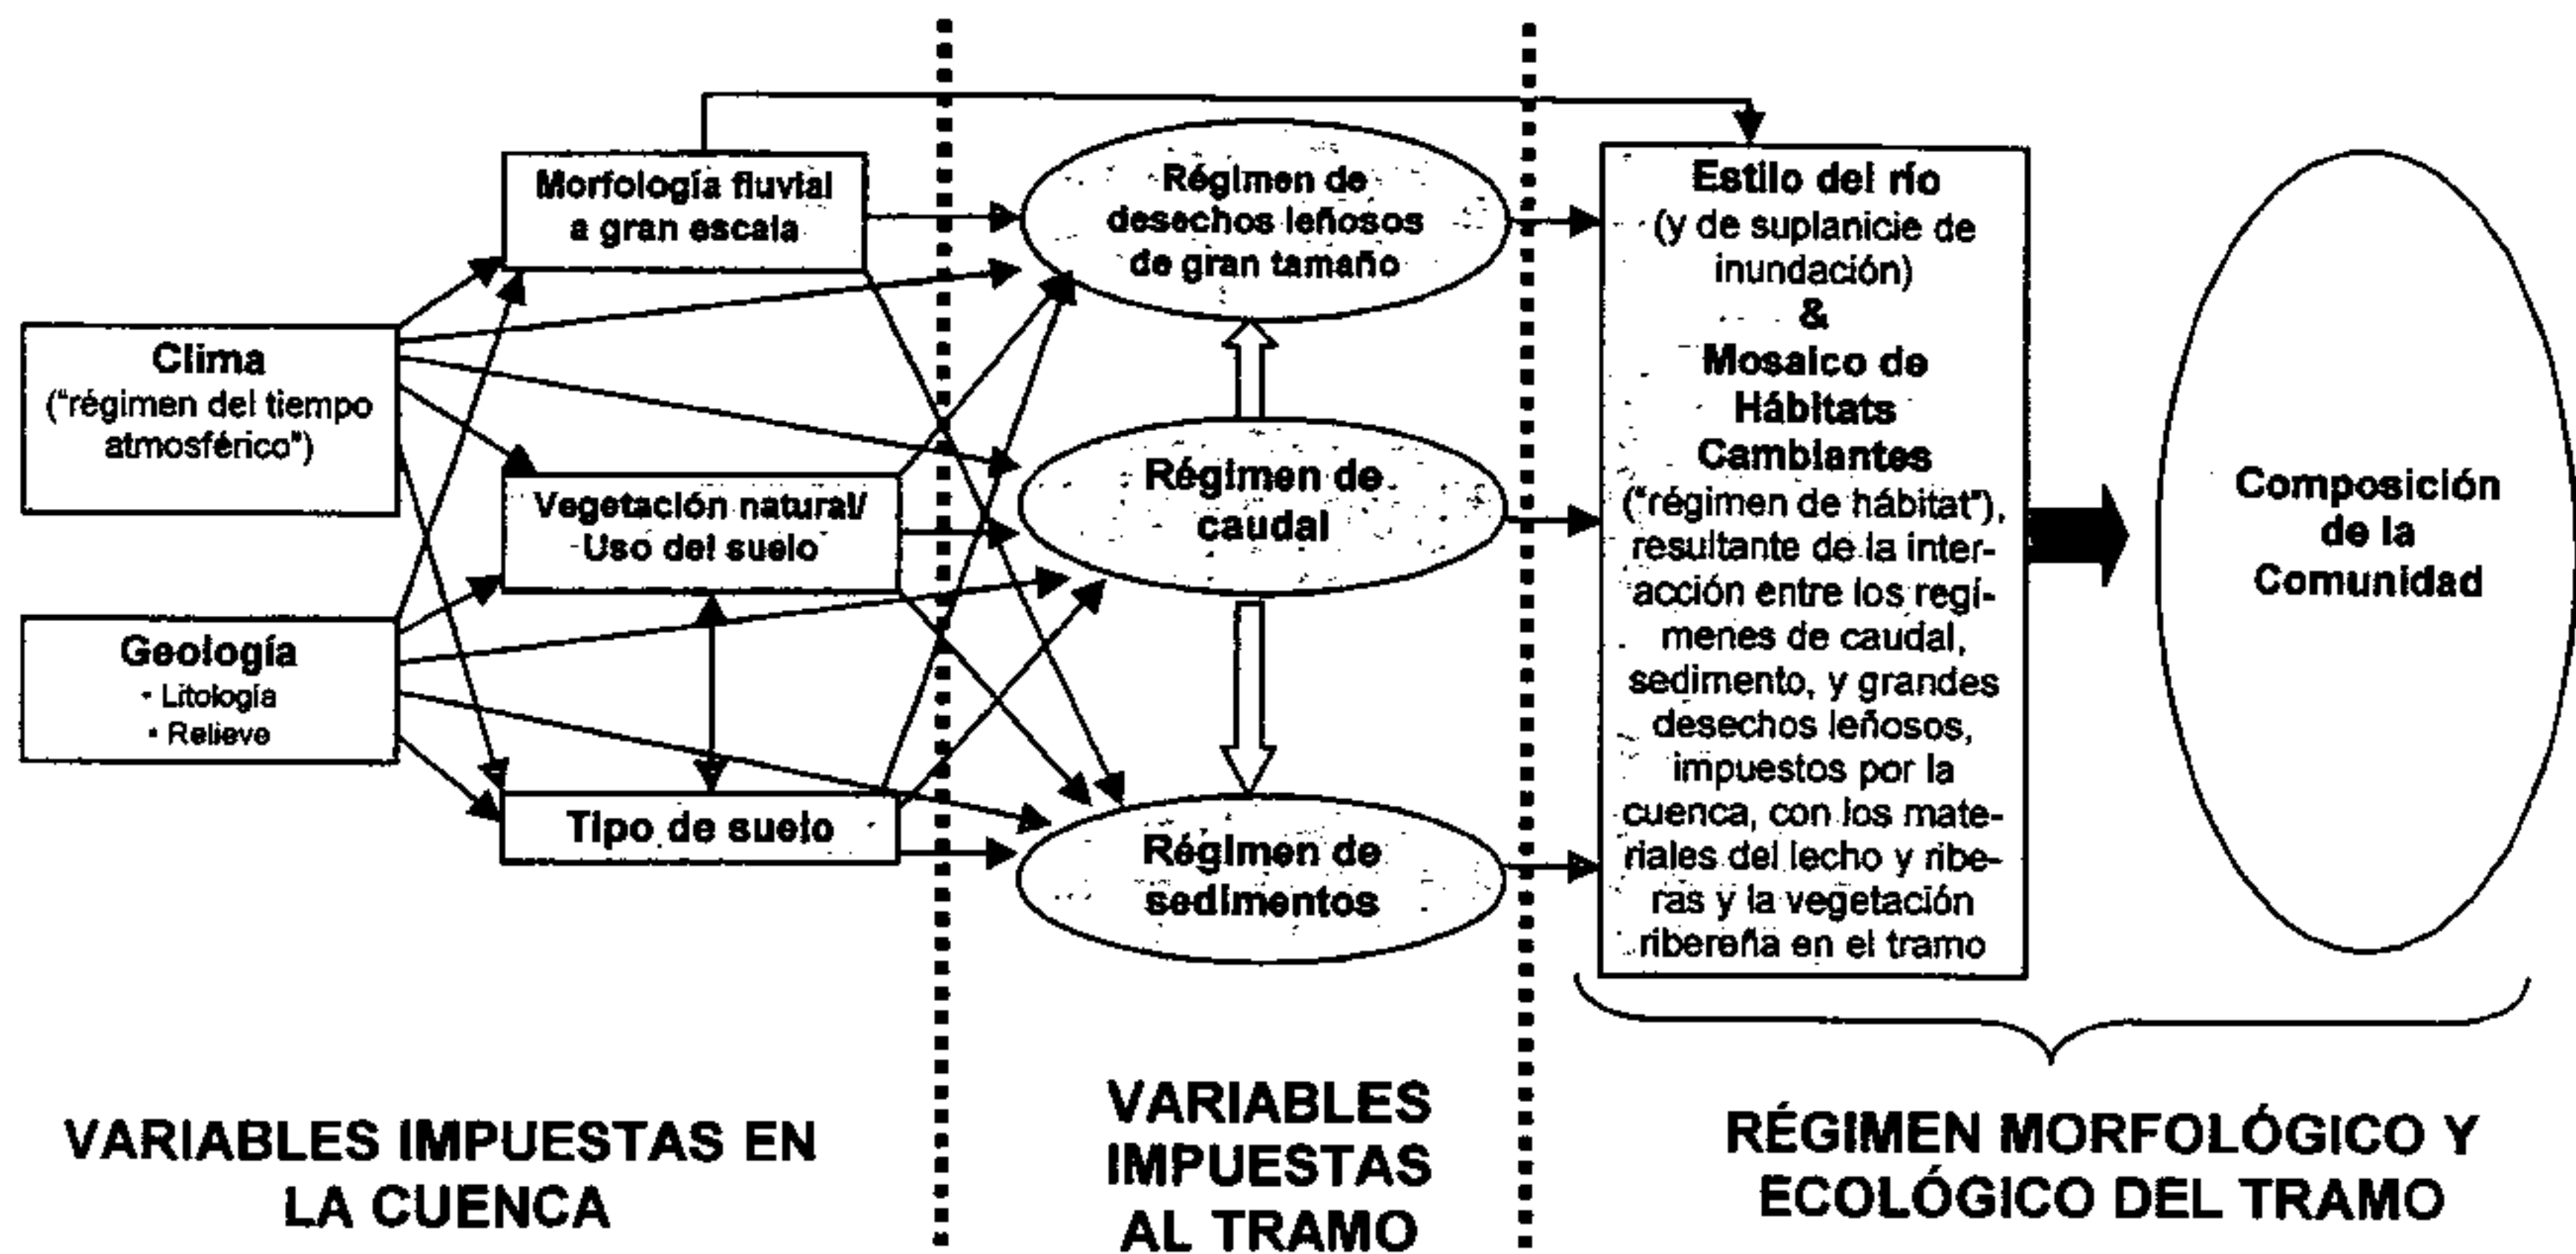 Clima
("régimen del tiempo
atmosférico")
Geología
• Litología
• Relieve
Morfología fluvial
a gran escala
Vegetación natural/
Uso del suelo
Tipo de suelo
Régimen de
desechos leñosos
de gran tamaño
Régimen de
caudal
Régimen de
sedimentos
Estilo del río
(y de suplanicie de
inundación)
&
Mosaico de
Hábitats
Cambiantes
("régimen de hábitat"),
resultante de la inter-
acción entre los regí-
menes de caudal,
sedimento, y grandes
desechos leñosos,
impuestos por la
cuenca, con los mate-
riales del lecho y ribe-
ras y la vegetación
ribereña en el tramo
Composición
de la
Comunidad
VARIABLES IMPUESTAS EN
LA CUENCA
VARIABLES
IMPUESTAS
AL TRAMO
RÉGIMEN MORFOLÓGICO Y
ECOLÓGICO DEL TRAMO